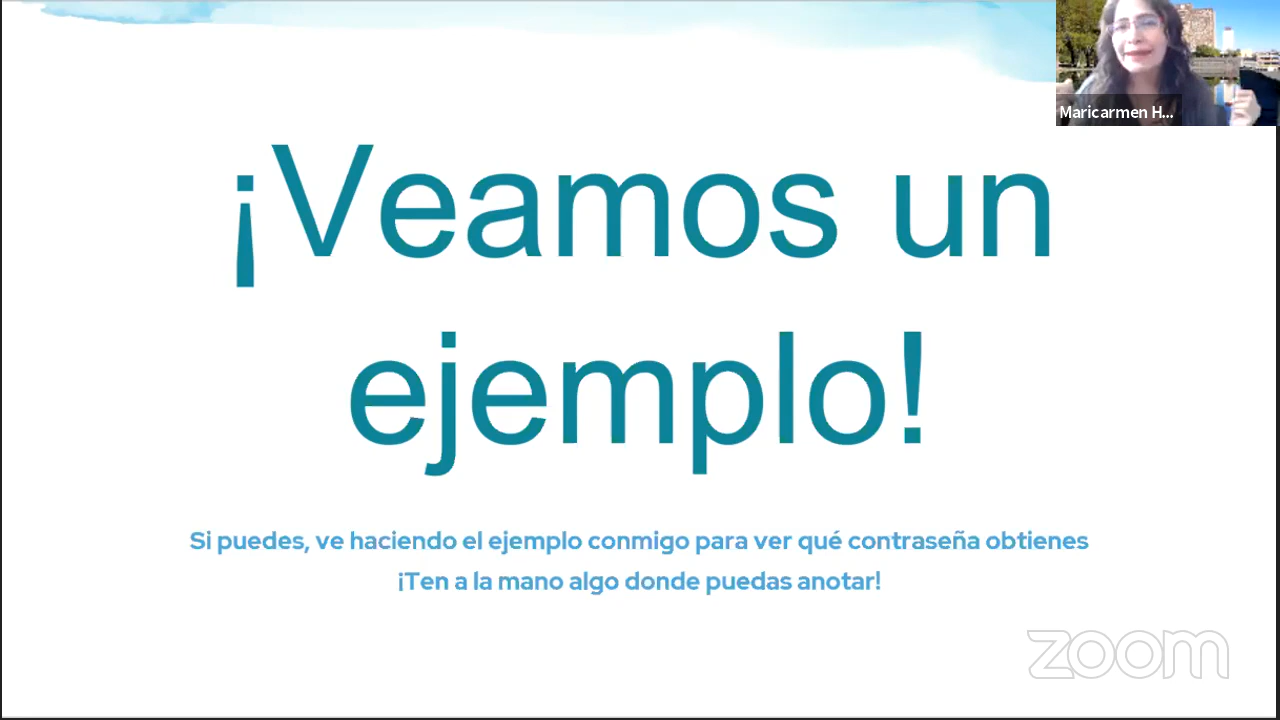 Maricarmen H...
¡Veamos un
ejemplo!
Si puedes, ve haciendo el ejemplo conmigo para ver qué contraseña obtienes
¡Ten a la mano algo donde puedas anotar!
zoom